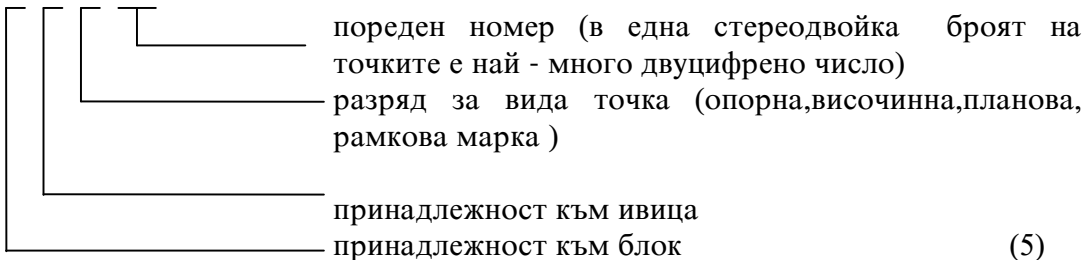 пореден номер (в една стереодвойка броят на
точките е най - много двуцифрено число)
разряд за вида точка (опорна,височинна,планова,
рамкова марка )
принадлежност към ивица
принадлежност към блок (5)